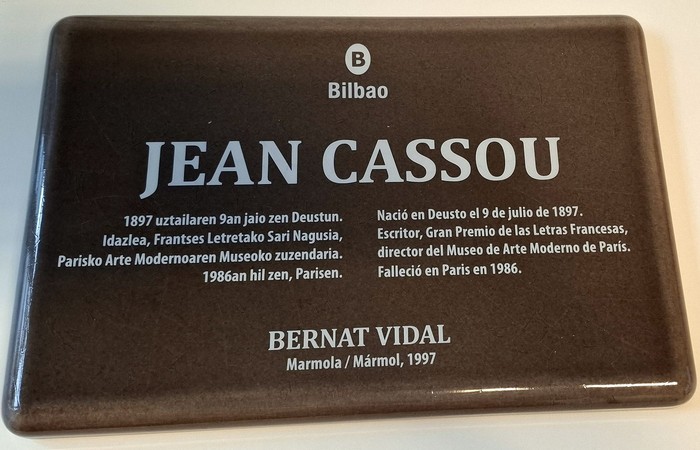 B
Bilbao
JEAN CASSOU
1897 uztailaren 9an jaio zen Deustun.
Idazlea, Frantses Letretako Sari Nagusia,
Parisko Arte Modernoaren Museoko zuzendaria.
1986an hil zen, Parisen.
Nació en Deusto el 9 de julio de 1897.
Escritor, Gran Premio de las Letras Francesas,
director del Museo de Arte Moderno de París.
Falleció en Paris en 1986.
BERNAT VIDAL
Marmola / Mármol, 1997